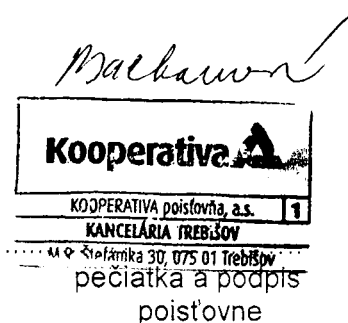 Kooperativa
KOOPERATIVA poisťovňa, a.s. 1
KANCELÁRIA TREBIŠOV
M.R. Štefánika 30, 075 01 Trebišov
pečiatka a podpis
poisťovne